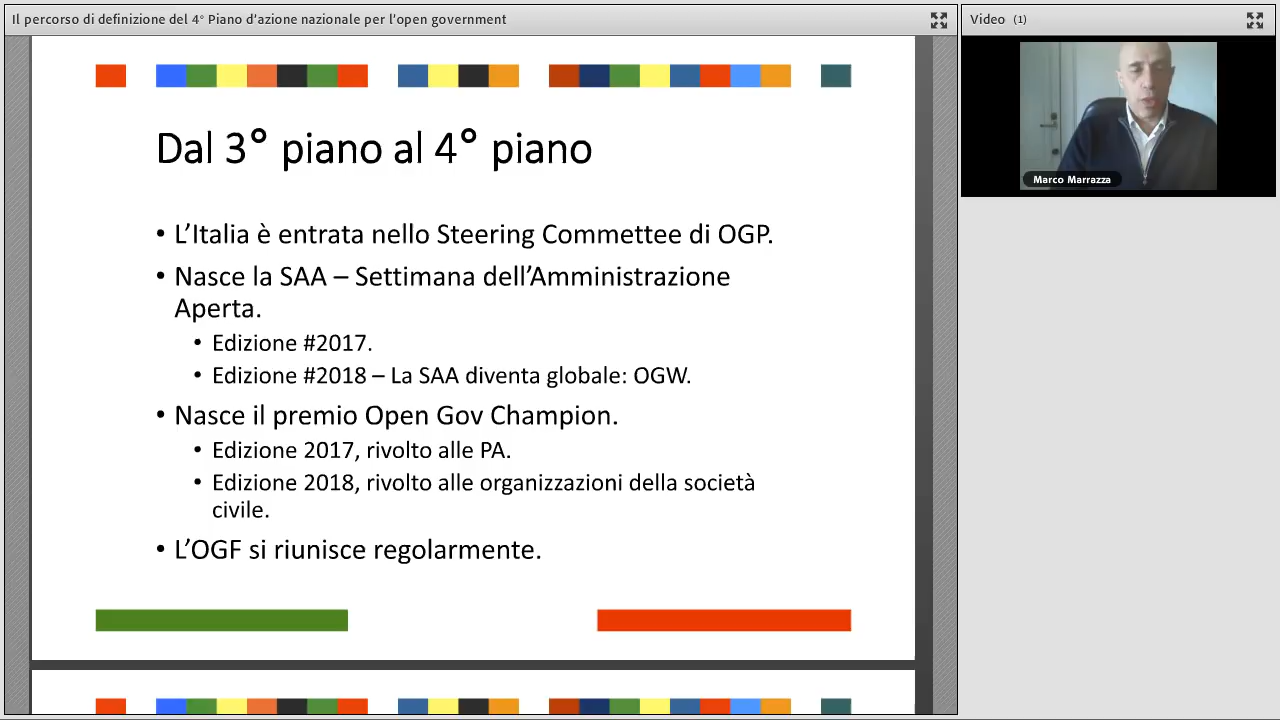 Il percorso di definizione del 4° Piano d'azione nazionale per l'open government
Video (1)
Marco Marrazza
Dal 3° piano al 4° piano
• L’Italia è entrata nello Steering Commettee di OGP.
• Nasce la SAA – Settimana dell’Amministrazione
Aperta.
• Edizione #2017.
• Edizione #2018 – La SAA diventa globale: OGW.
• Nasce il premio Open Gov Champion.
• Edizione 2017, rivolto alle PA.
• Edizione 2018, rivolto alle organizzazioni della società
civile.
• L’OGF si riunisce regolarmente.